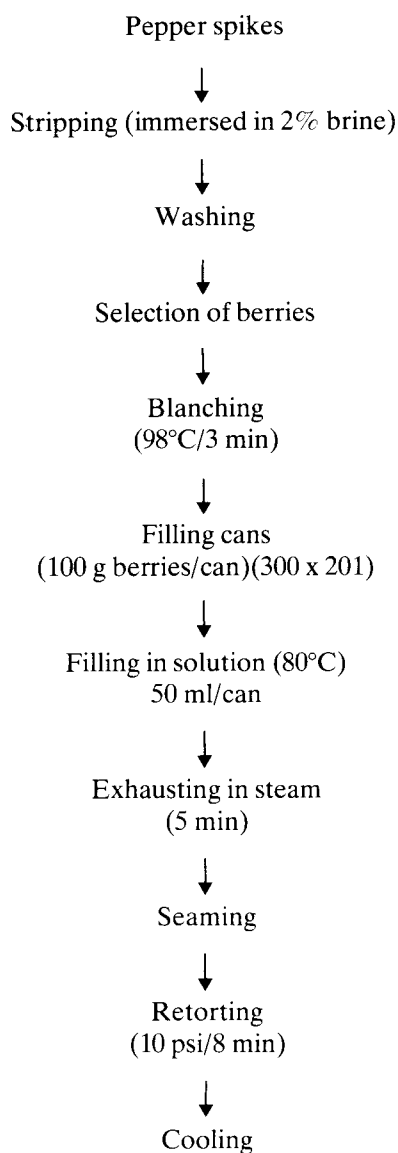 Pepper spikes
Stripping (immersed in 2% brine)
Washing
Selection of berries
Blanching
(98°C/3 min)
Filling cans
(100 g berries/can)(300 x 201)
Filling in solution (80°C)
50 ml/can
Exhausting in steam
(5 min)
Seaming
Retorting
(10 psi/8 min)
Cooling